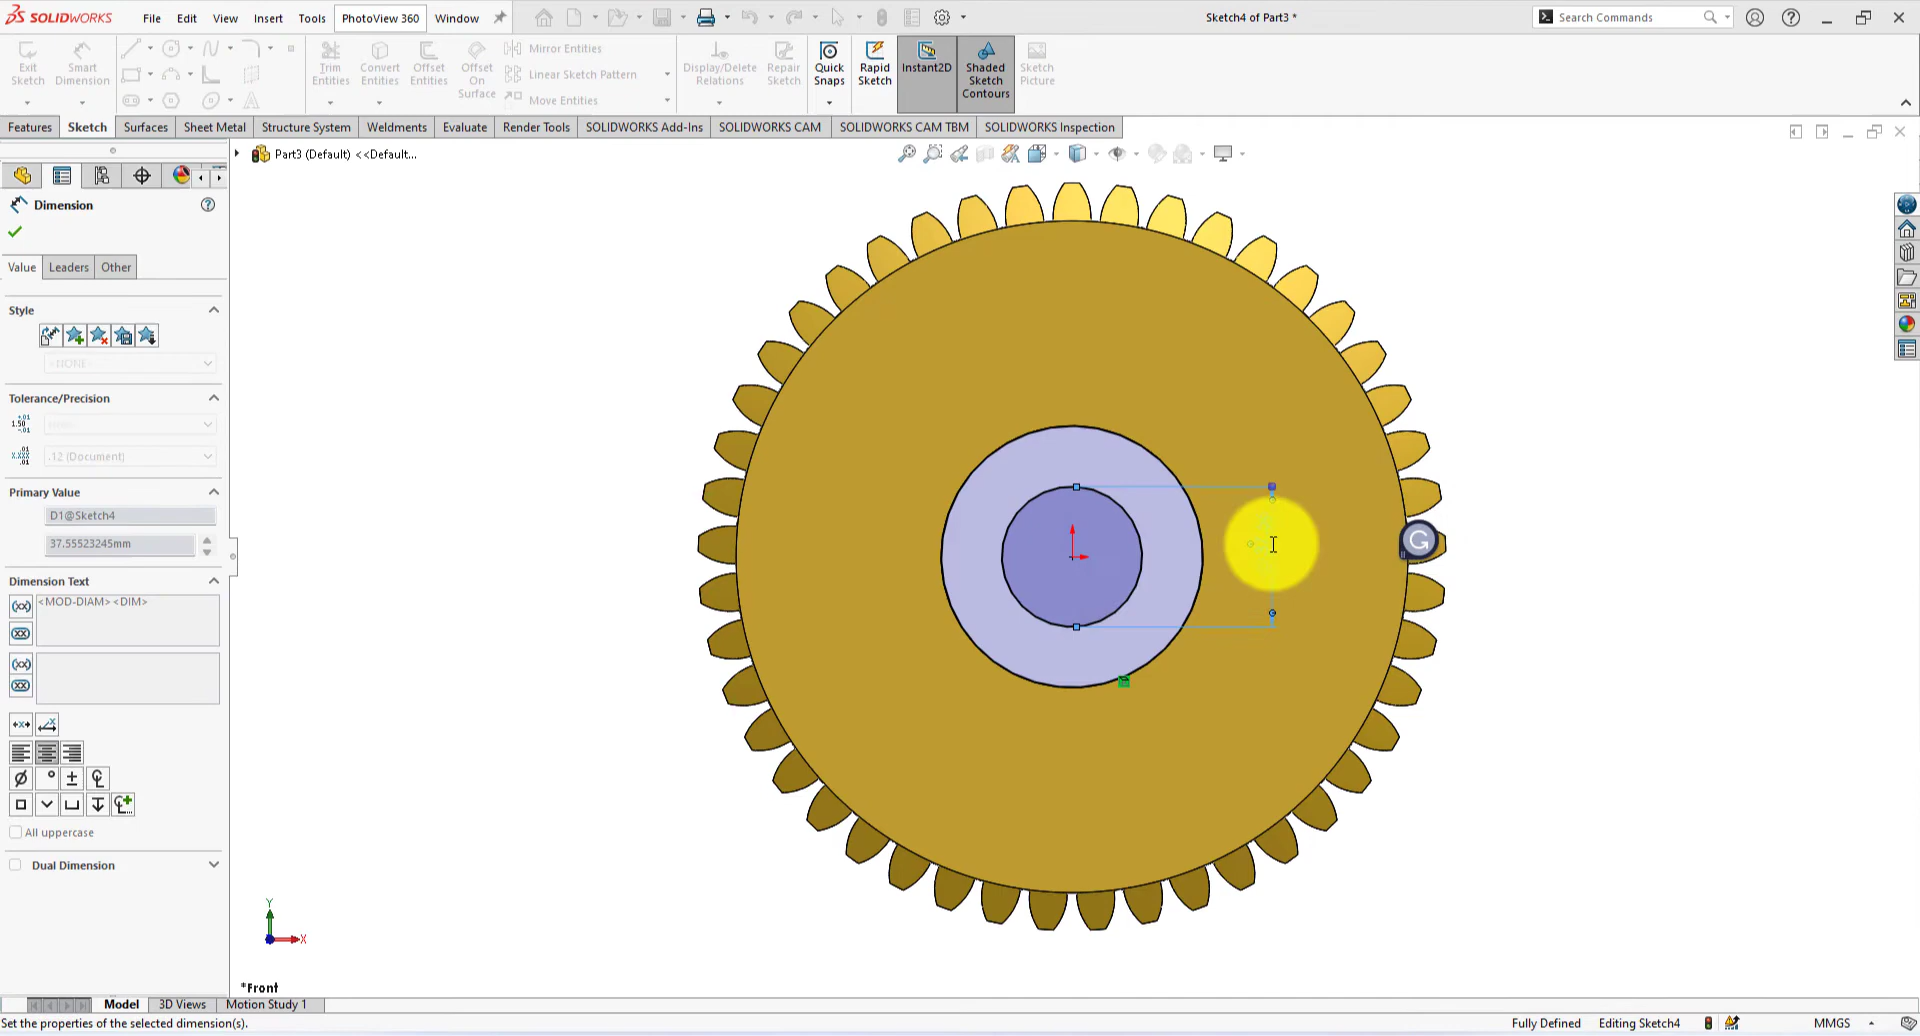 SOLIDWORKS
File
Edit
View
Insert
Tools
PhotoView 360
Window
Sketch4 of Part3 *
Search Commands
Exit Sketch
Smart Dimension
Trim Entities
Convert Entities
Offset Entities
Offset On Surface
Mirror Entities
Linear Sketch Pattern
Move Entities
Display/Delete Relations
Repair Sketch
Quick Snaps
Rapid Sketch
Instant2D
Shaded Sketch Contours
Sketch Picture
Features
Sketch
Surfaces
Sheet Metal
Structure System
Weldments
Evaluate
Render Tools
SOLIDWORKS Add-Ins
SOLIDWORKS CAM
SOLIDWORKS CAM TBM
SOLIDWORKS Inspection
Part3 (Default) <<Default...
Dimension
Value
Leaders
Other
Style
<NONE>
Tolerance/Precision
.12 (Document)
Primary Value
D1@Sketch4
37.55523245mm
Dimension Text
<MOD-DIAM><DIM>
All uppercase
Dual Dimension
Y
X
*Front
Model
3D Views
Motion Study 1
Set the properties of the selected dimension(s).
Fully Defined
Editing Sketch4
MMGS